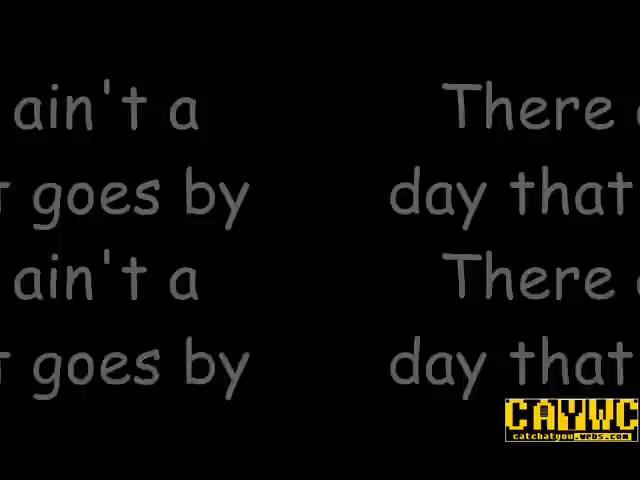 ain't a There
goes by day that
ain't a There
goes by day that
CAYWC
catchatyou.webs.com